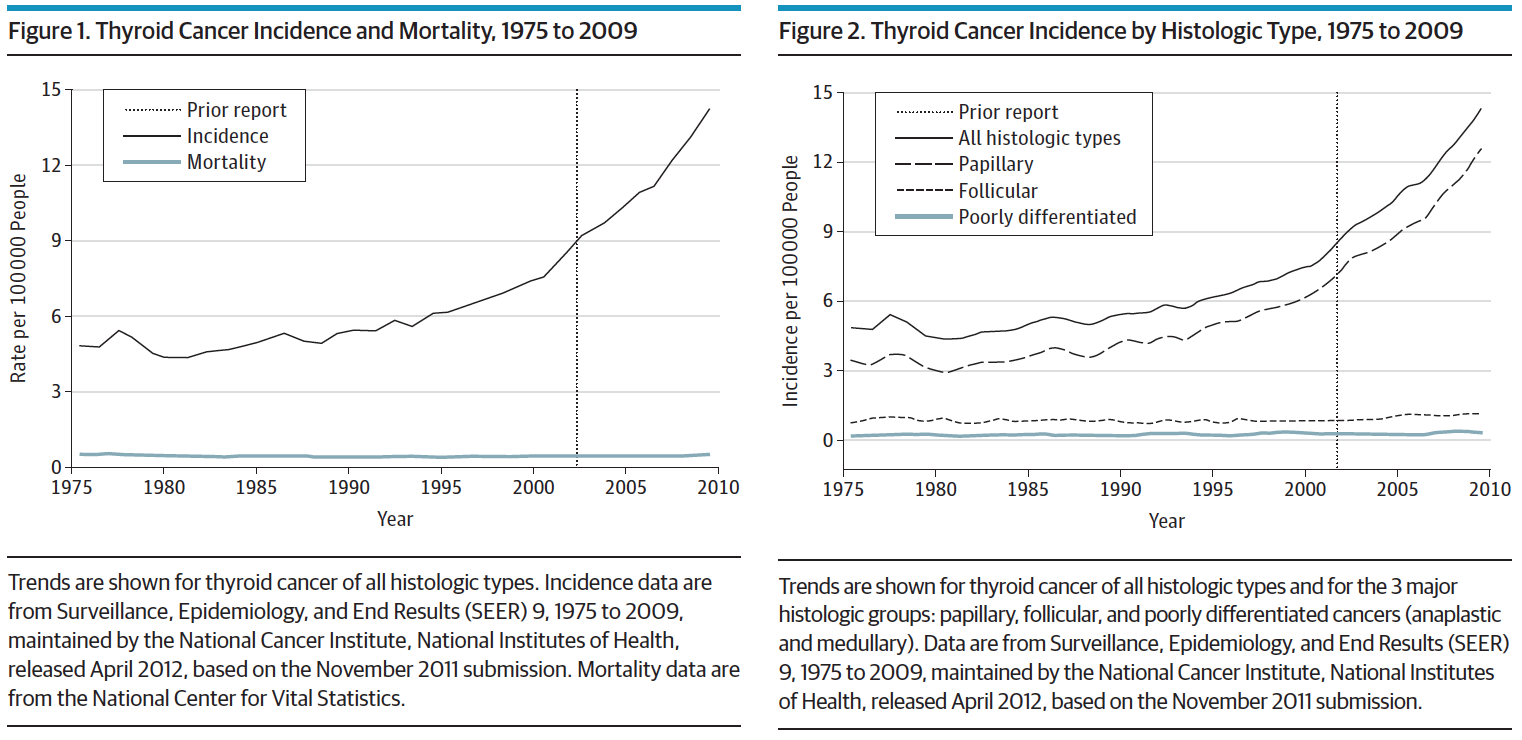 Figure 1. Thyroid Cancer Incidence and Mortality, 1975 to 2009
15
12
9
6
3
0
Rate per 100000 People
Prior report
Incidence
Mortality
1975
1980
1985
1990
1995
2000
2005
2010
Year
Trends are shown for thyroid cancer of all histologic types. Incidence data are
from Surveillance, Epidemiology, and End Results (SEER) 9, 1975 to 2009,
maintained by the National Cancer Institute, National Institutes of Health,
released April 2012, based on the November 2011 submission. Mortality data are
from the National Center for Vital Statistics.
Figure 2. Thyroid Cancer Incidence by Histologic Type, 1975 to 2009
15
12
9
6
3
0
Incidence per 100000 People
Prior report
All histologic types
Papillary
Follicular
Poorly differentiated
1975
1980
1985
1990
1995
2000
2005
2010
Year
Trends are shown for thyroid cancer of all histologic types and for the 3 major
histologic groups: papillary, follicular, and poorly differentiated cancers (anaplastic
and medullary). Data are from Surveillance, Epidemiology, and End Results (SEER)
9, 1975 to 2009, maintained by the National Cancer Institute, National Institutes
of Health, released April 2012, based on the November 2011 submission.